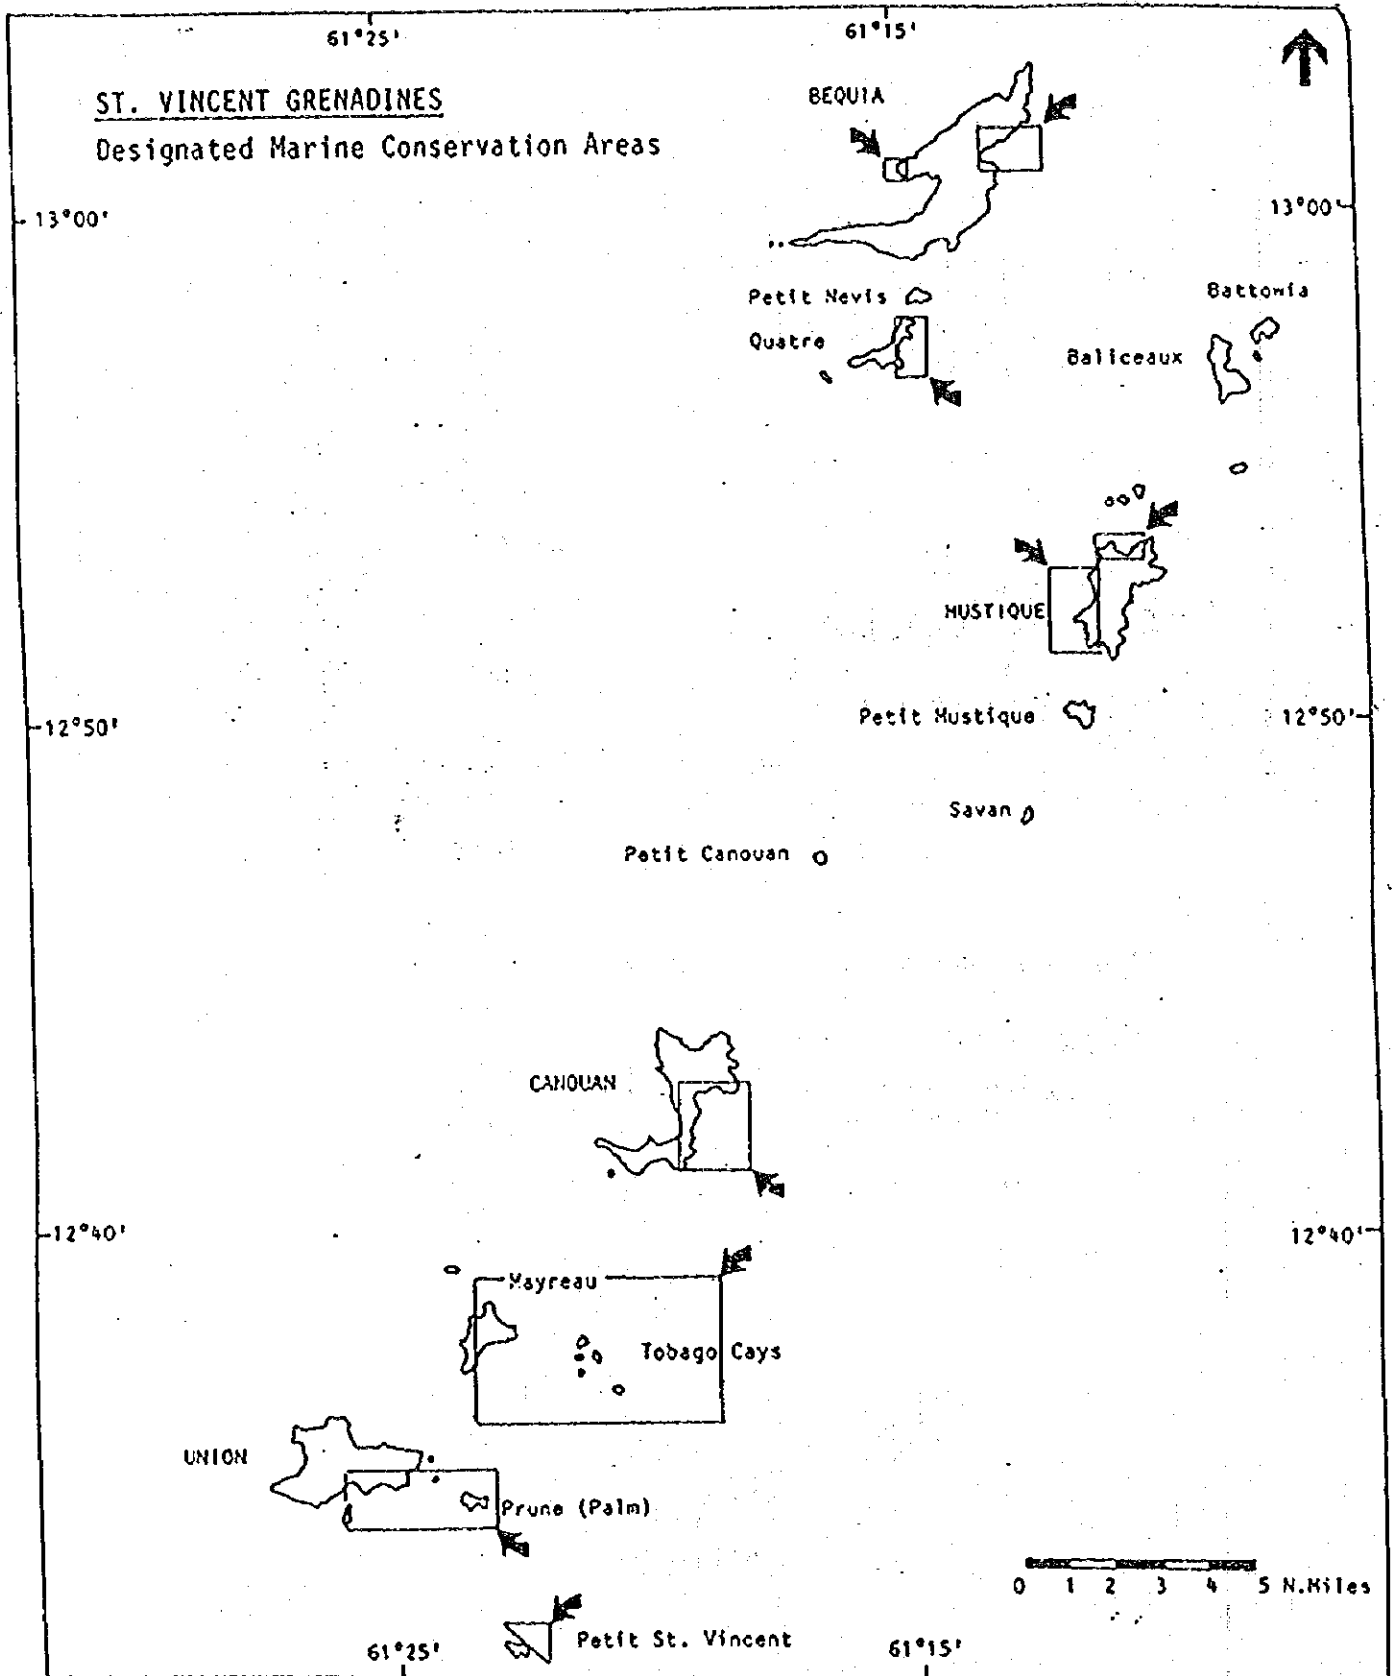 61°25'
61°15'
ST. VINCENT GRENADINES
Designated Marine Conservation Areas
BEQUIA
13°00'
13°00'
Petit Nevis
Battowia
Quatre
Baliceaux
MUSTIQUE
12°50'
Petit Mustique
12°50'
Savan
Petit Canouan
CANOUAN
12°40'
12°40'
Mayreau
Tobago Cays
UNION
Prune (Palm)
0 1 2 3 4 5 N.Miles
Petit St. Vincent
61°25'
61°15'